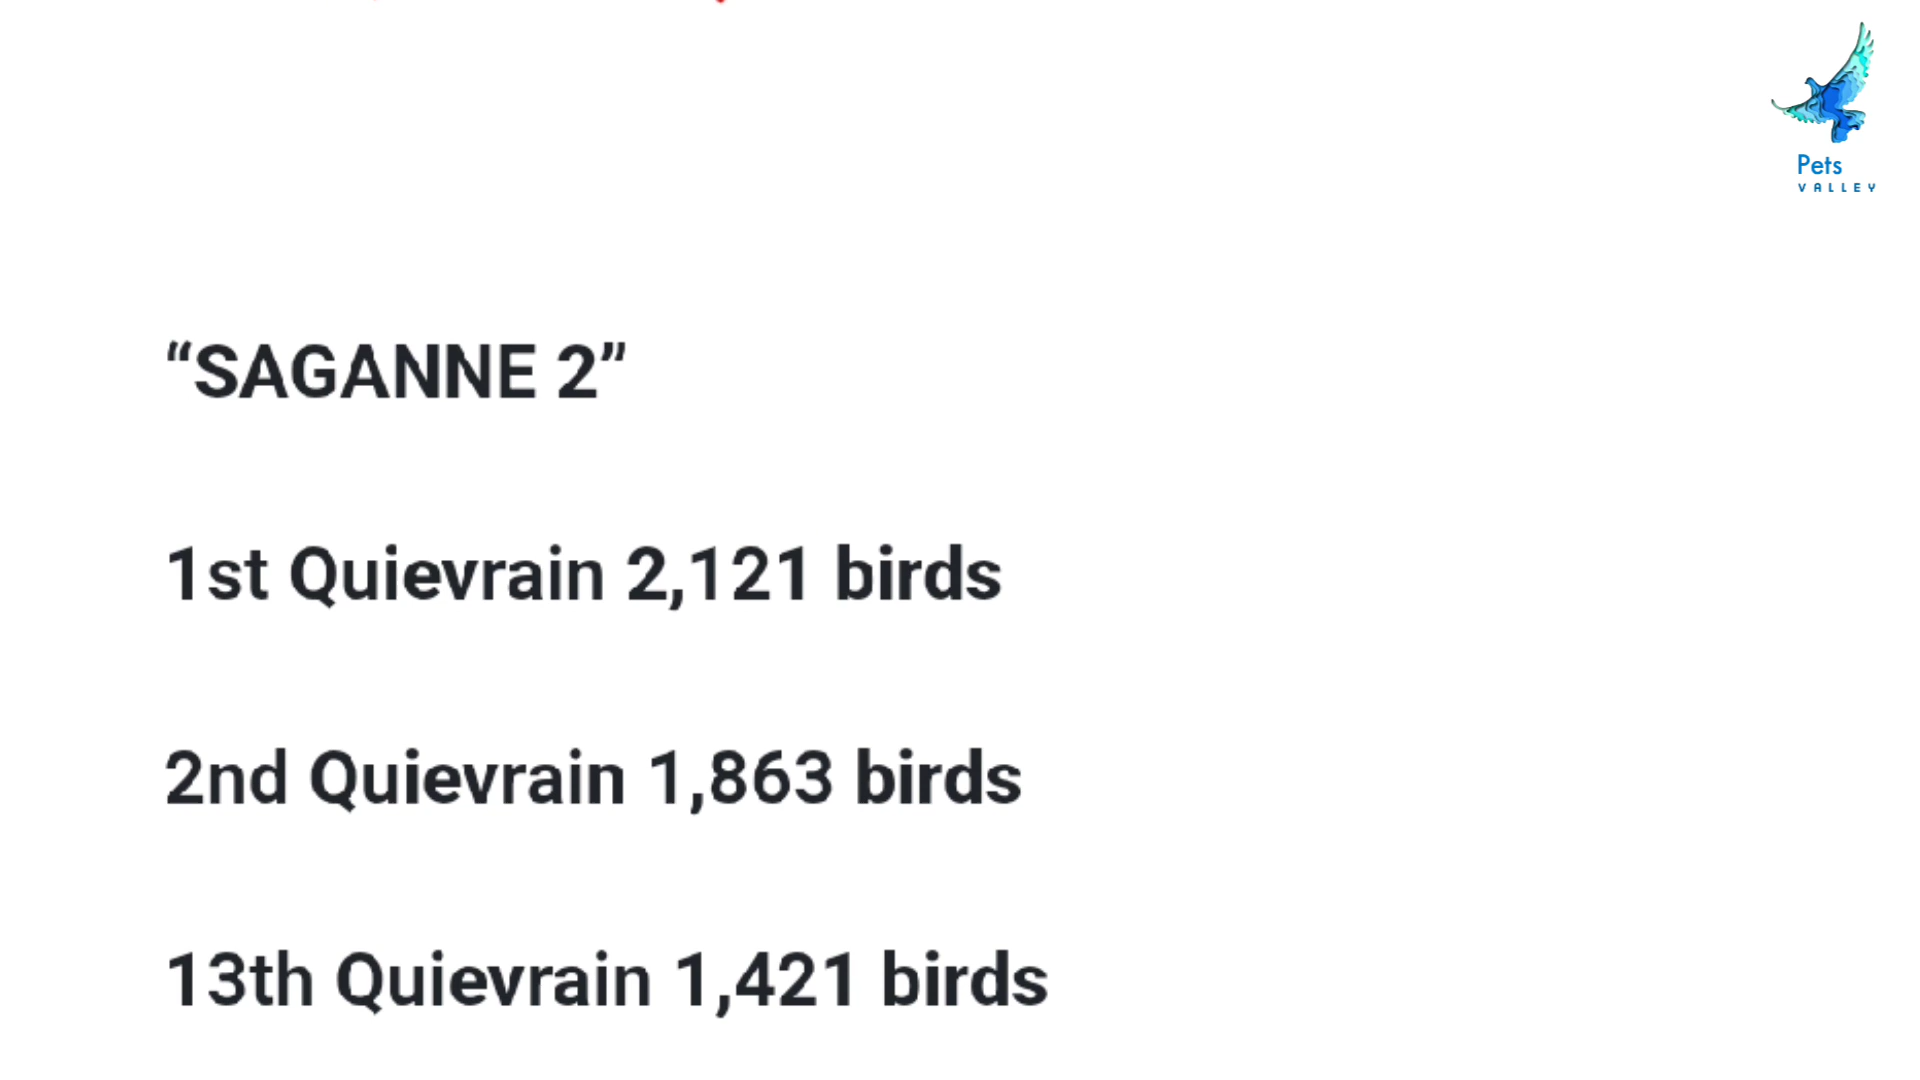 Pets
VALLEY
“SAGANNE 2”
1st Quievrain 2,121 birds
2nd Quievrain 1,863 birds
13th Quievrain 1,421 birds